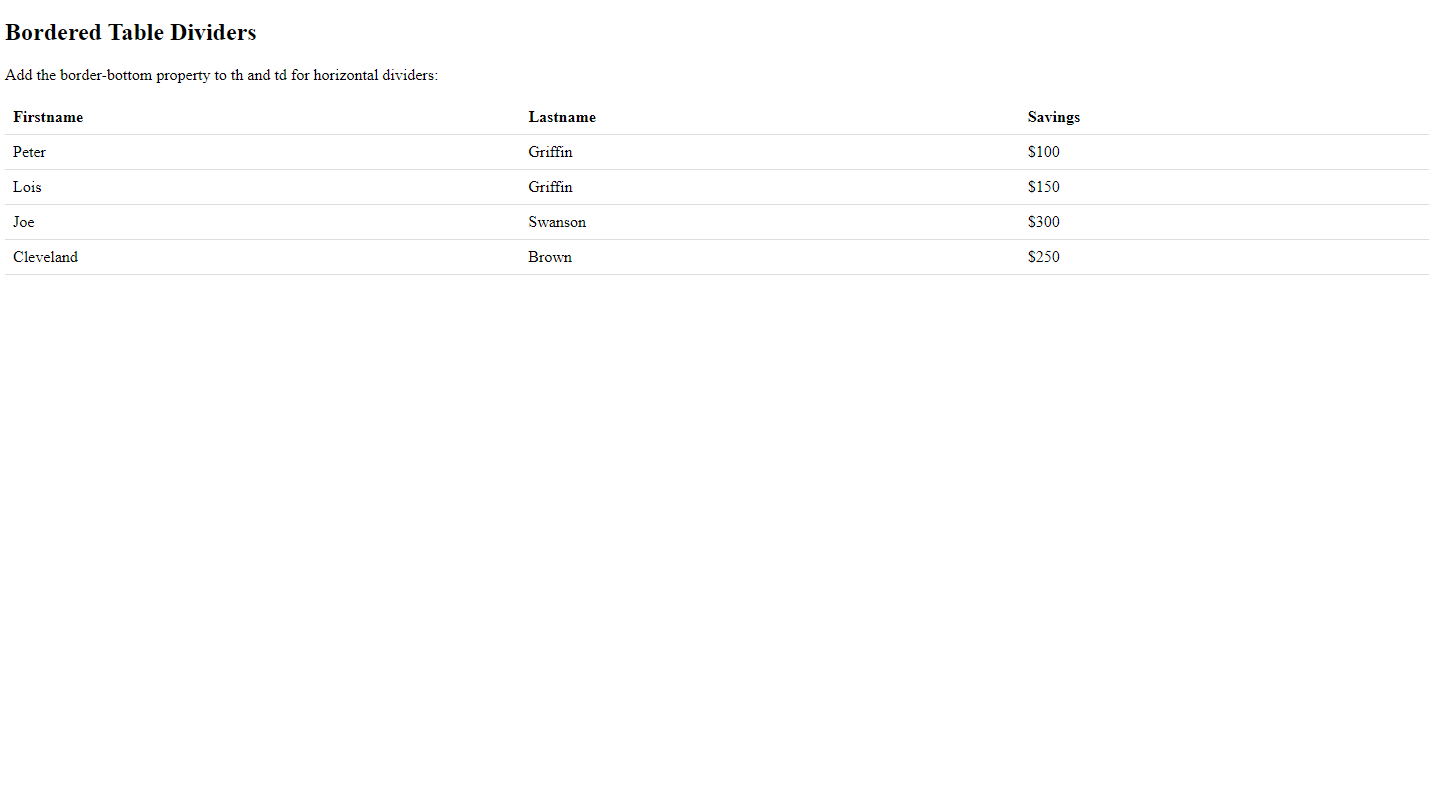 Bordered Table Dividers
Add the border-bottom property to th and td for horizontal dividers:
Firstname Lastname Savings
Peter Griffin $100
Lois Griffin $150
Joe Swanson $300
Cleveland Brown $250